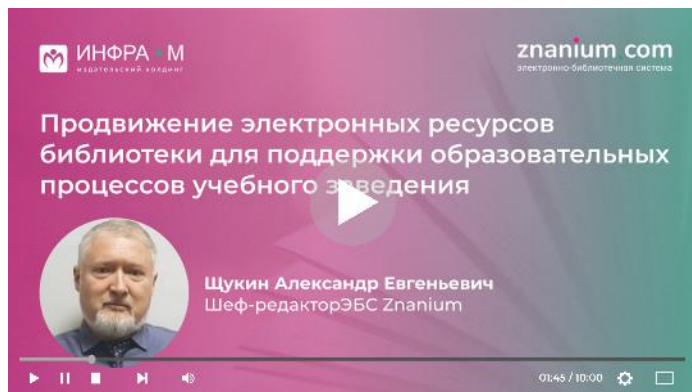 ИНФРА • М
издательский холдинг
znanium.com
электронно-библиотечная система
Продвижение электронных ресурсов
библиотеки для поддержки образовательных
процессов учебного заведения
Щукин Александр Евгеньевич
Шеф-редакторЭБС Znanium
01:45 / 10:00